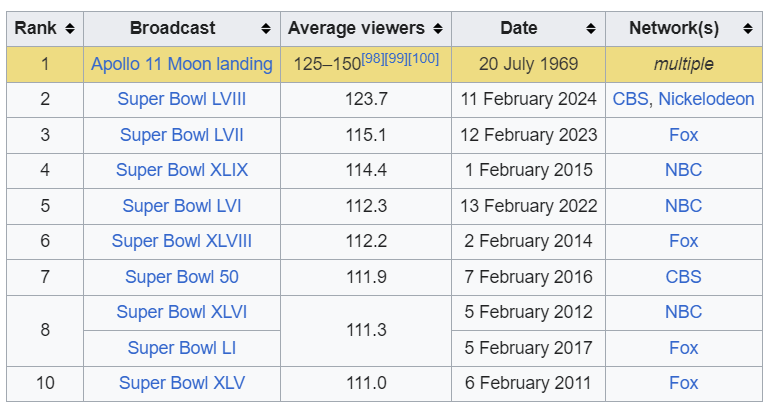 Rank Broadcast Average viewers Date Network(s)
1 Apollo 11 Moon landing 125–150[98][99][100] 20 July 1969 multiple
2 Super Bowl LVIII 123.7 11 February 2024 CBS, Nickelodeon
3 Super Bowl LVII 115.1 12 February 2023 Fox
4 Super Bowl XLIX 114.4 1 February 2015 NBC
5 Super Bowl LVI 112.3 13 February 2022 NBC
6 Super Bowl XLVIII 112.2 2 February 2014 Fox
7 Super Bowl 50 111.9 7 February 2016 CBS
8 Super Bowl XLVI 111.3 5 February 2012 NBC
Super Bowl LI 5 February 2017 Fox
10 Super Bowl XLV 111.0 6 February 2011 Fox